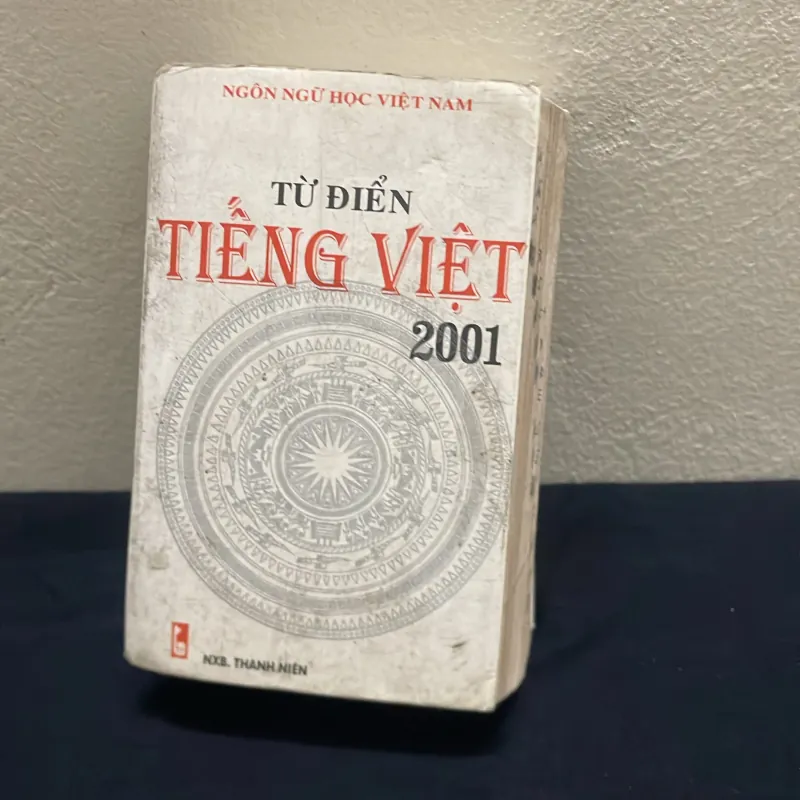 NGÔN NGỮ HỌC VIỆT NAM
TỪ ĐIỂN
TIẾNG VIỆT
2001
NXB. THANH NIÊN